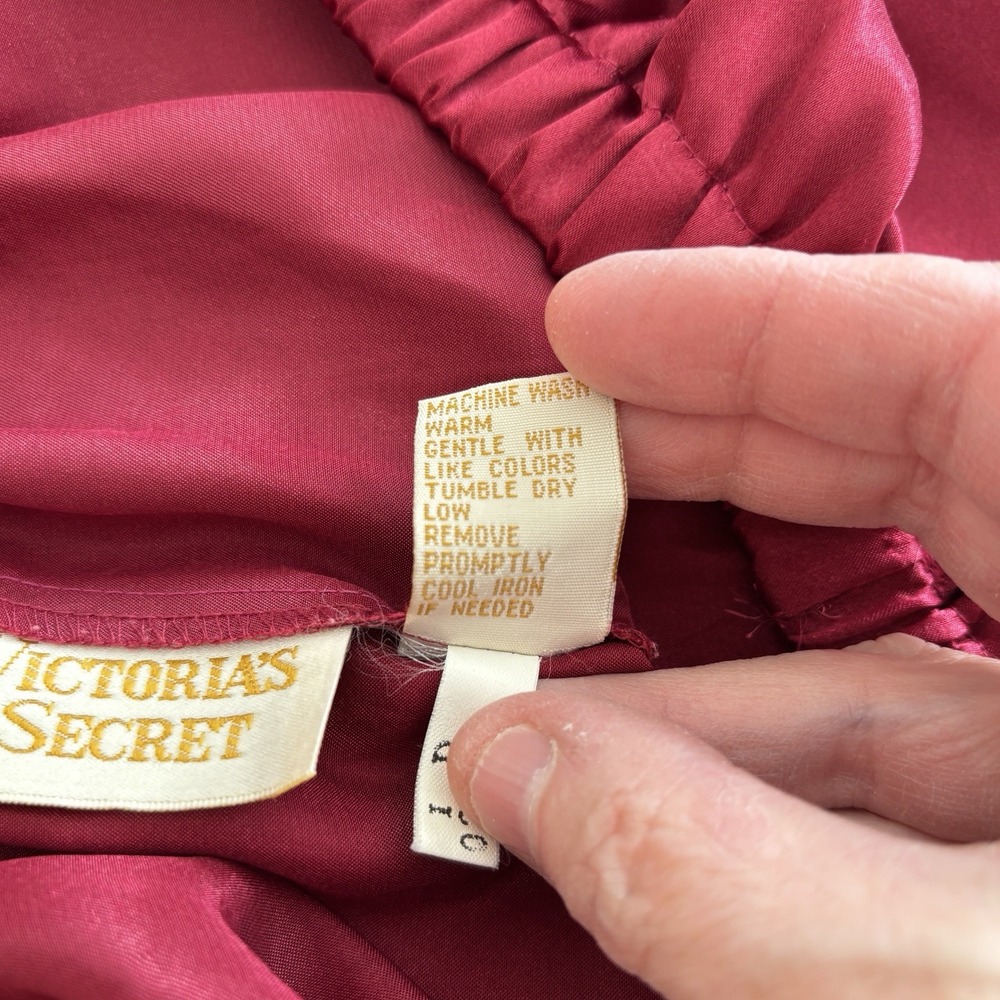 MACHINE WASH
WARM
GENTLE WITH
LIKE COLORS
TUMBLE DRY
LOW
REMOVE
PROMPTLY
COOL IRON
IF NEEDED
VICTORIA'S
SECRET